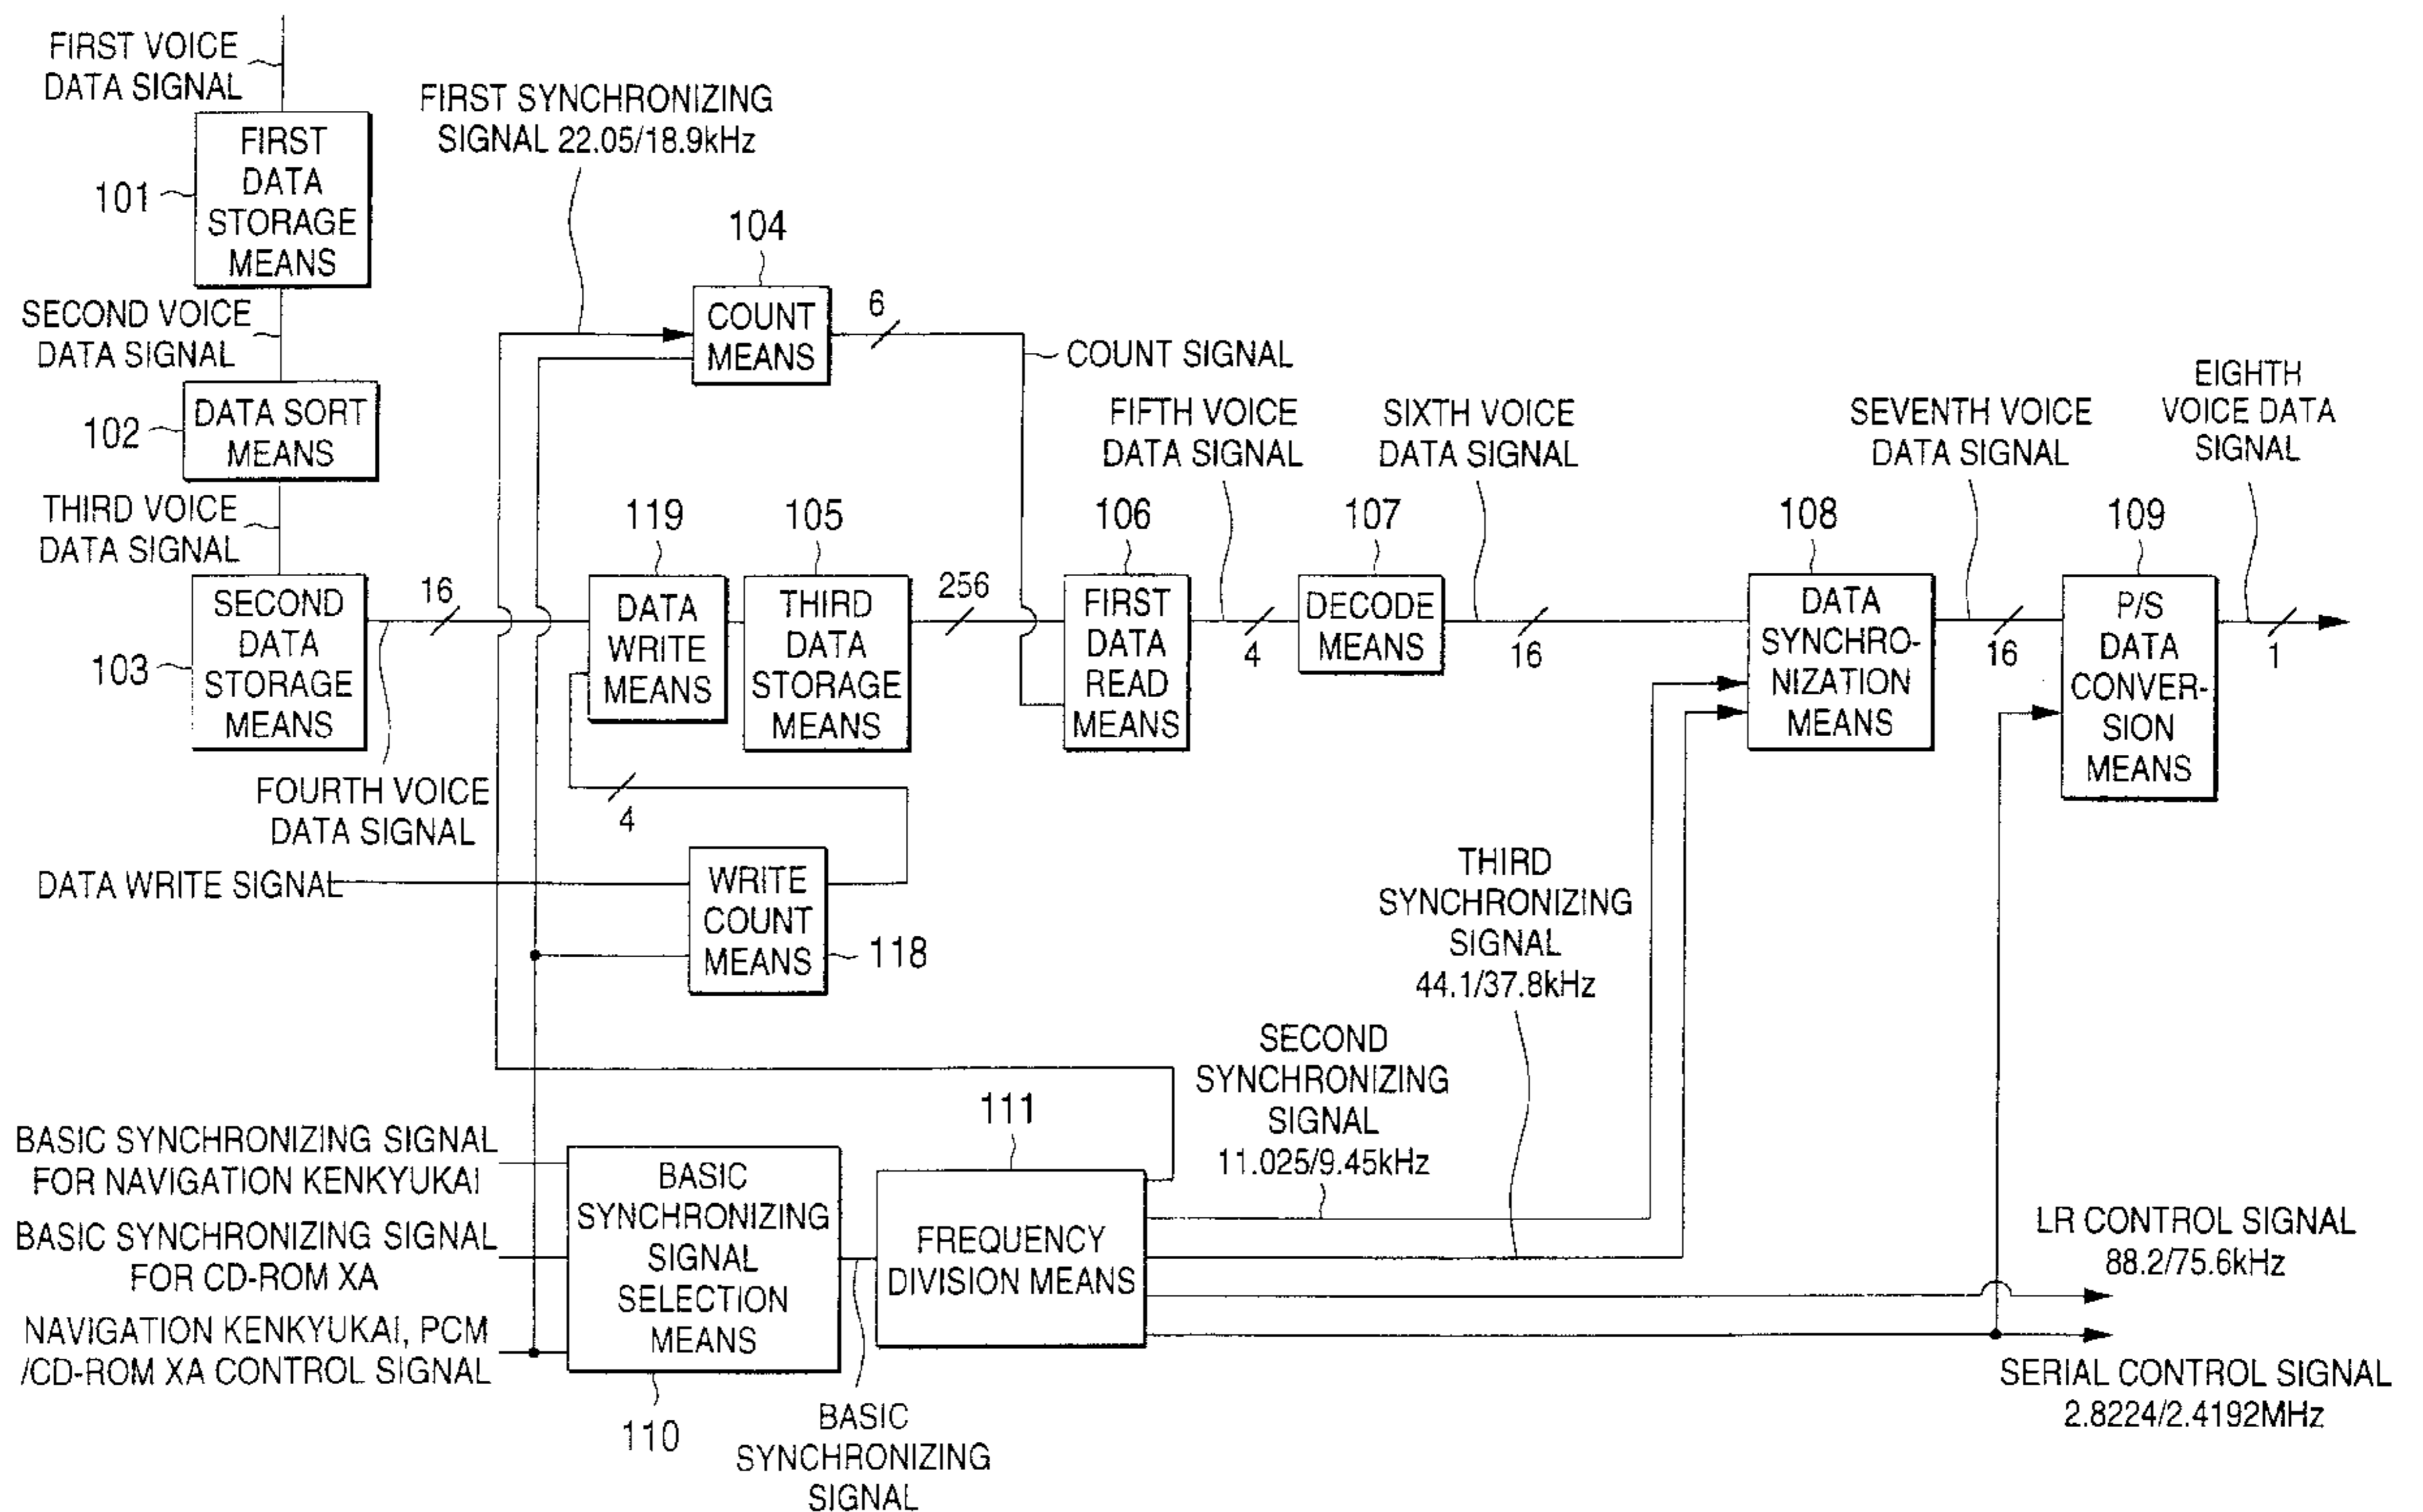 FIRST VOICE
DATA SIGNAL
FIRST
DATA
STORAGE
MEANS
101
SECOND VOICE
DATA SIGNAL
DATA SORT
MEANS
102
THIRD VOICE
DATA SIGNAL
SECOND
DATA
STORAGE
MEANS
103
16
FOURTH VOICE
DATA SIGNAL
FIRST SYNCHRONIZING
SIGNAL 22.05/18.9kHz
104
COUNT
MEANS
6
COUNT SIGNAL
119
DATA
WRITE
MEANS
105
THIRD
DATA
STORAGE
MEANS
256
106
FIRST
DATA
READ
MEANS
FIFTH VOICE
DATA SIGNAL
4
107
DECODE
MEANS
SIXTH VOICE
DATA SIGNAL
16
108
DATA
SYNCHRO-
NIZATION
MEANS
SEVENTH VOICE
DATA SIGNAL
16
109
P/S
DATA
CONVER-
SION
MEANS
EIGHTH
VOICE DATA
SIGNAL
1
4
DATA WRITE SIGNAL
WRITE
COUNT
MEANS
118
THIRD
SYNCHRONIZING
SIGNAL
44.1/37.8kHz
SECOND
SYNCHRONIZING
SIGNAL
11.025/9.45kHz
BASIC SYNCHRONIZING SIGNAL
FOR NAVIGATION KENKYUKAI
BASIC SYNCHRONIZING SIGNAL
FOR CD-ROM XA
NAVIGATION KENKYUKAI, PCM
/CD-ROM XA CONTROL SIGNAL
BASIC
SYNCHRONIZING
SIGNAL
SELECTION
MEANS
110
BASIC
SYNCHRONIZING
SIGNAL
111
FREQUENCY
DIVISION MEANS
LR CONTROL SIGNAL
88.2/75.6kHz
SERIAL CONTROL SIGNAL
2.8224/2.4192MHz